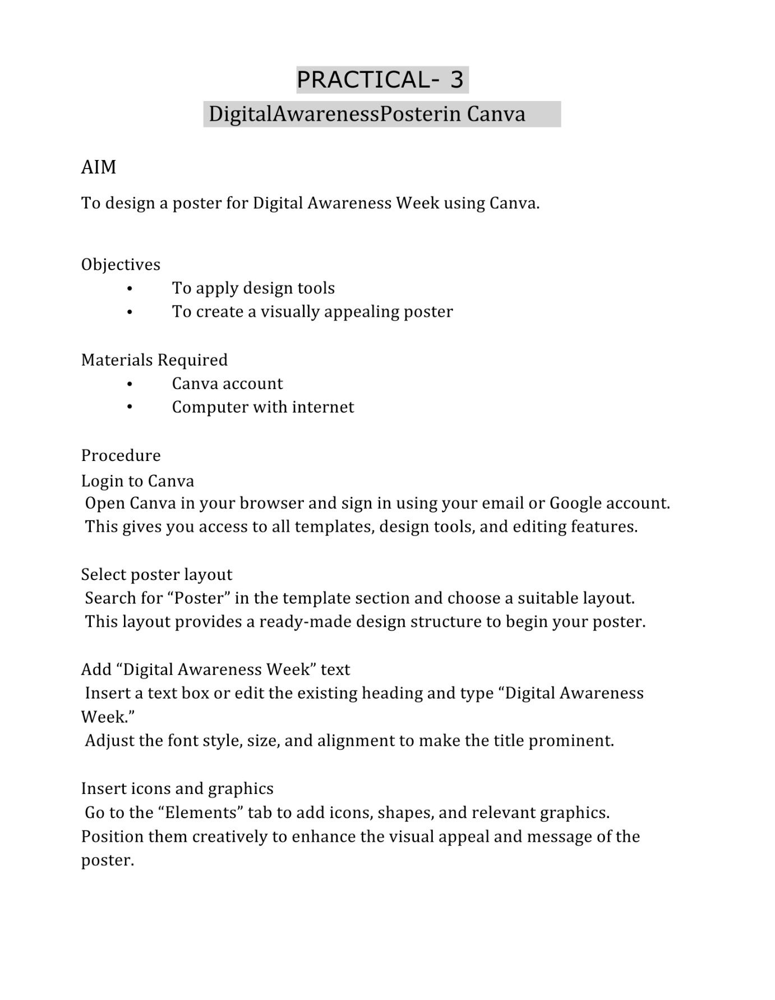 PRACTICAL- 3
DigitalAwarenessPosterin Canva
AIM
To design a poster for Digital Awareness Week using Canva.
Objectives
• To apply design tools
• To create a visually appealing poster
Materials Required
• Canva account
• Computer with internet
Procedure
Login to Canva
Open Canva in your browser and sign in using your email or Google account.
This gives you access to all templates, design tools, and editing features.
Select poster layout
Search for “Poster” in the template section and choose a suitable layout.
This layout provides a ready-made design structure to begin your poster.
Add “Digital Awareness Week” text
Insert a text box or edit the existing heading and type “Digital Awareness
Week.”
Adjust the font style, size, and alignment to make the title prominent.
Insert icons and graphics
Go to the “Elements” tab to add icons, shapes, and relevant graphics.
Position them creatively to enhance the visual appeal and message of the
poster.